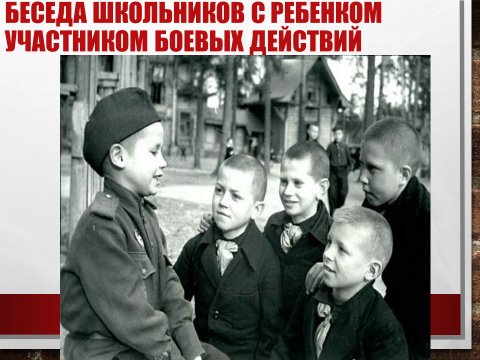 БЕСЕДА ШКОЛЬНИКОВ С РЕБЕНКОМ
УЧАСТНИКОМ БОЕВЫХ ДЕЙСТВИЙ